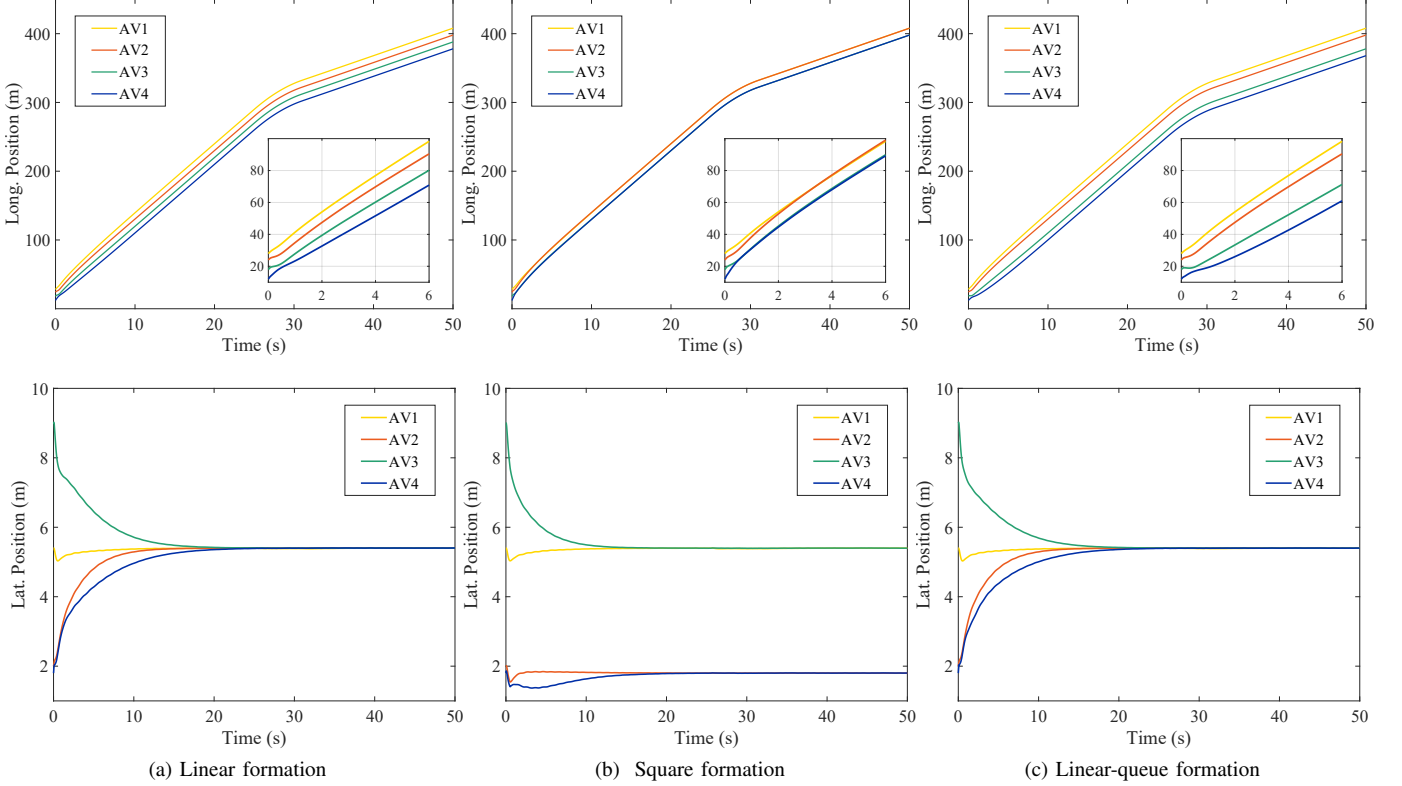 AV1
AV2
AV3
AV4
400
300
200
100
Long. Position (m)
80
60
40
20
0 2 4 6
0 10 20 30 40 50
Time (s)
AV1
AV2
AV3
AV4
400
300
200
100
Long. Position (m)
80
60
40
20
0 2 4 6
0 10 20 30 40 50
Time (s)
AV1
AV2
AV3
AV4
400
300
200
100
Long. Position (m)
80
60
40
20
0 2 4 6
0 10 20 30 40 50
Time (s)
AV1
AV2
AV3
AV4
10
8
6
4
2
Lat. Position (m)
0 10 20 30 40 50
Time (s)
(a) Linear formation
AV1
AV2
AV3
AV4
10
8
6
4
2
Lat. Position (m)
0 10 20 30 40 50
Time (s)
(b) Square formation
AV1
AV2
AV3
AV4
10
8
6
4
2
Lat. Position (m)
0 10 20 30 40 50
Time (s)
(c) Linear-queue formation